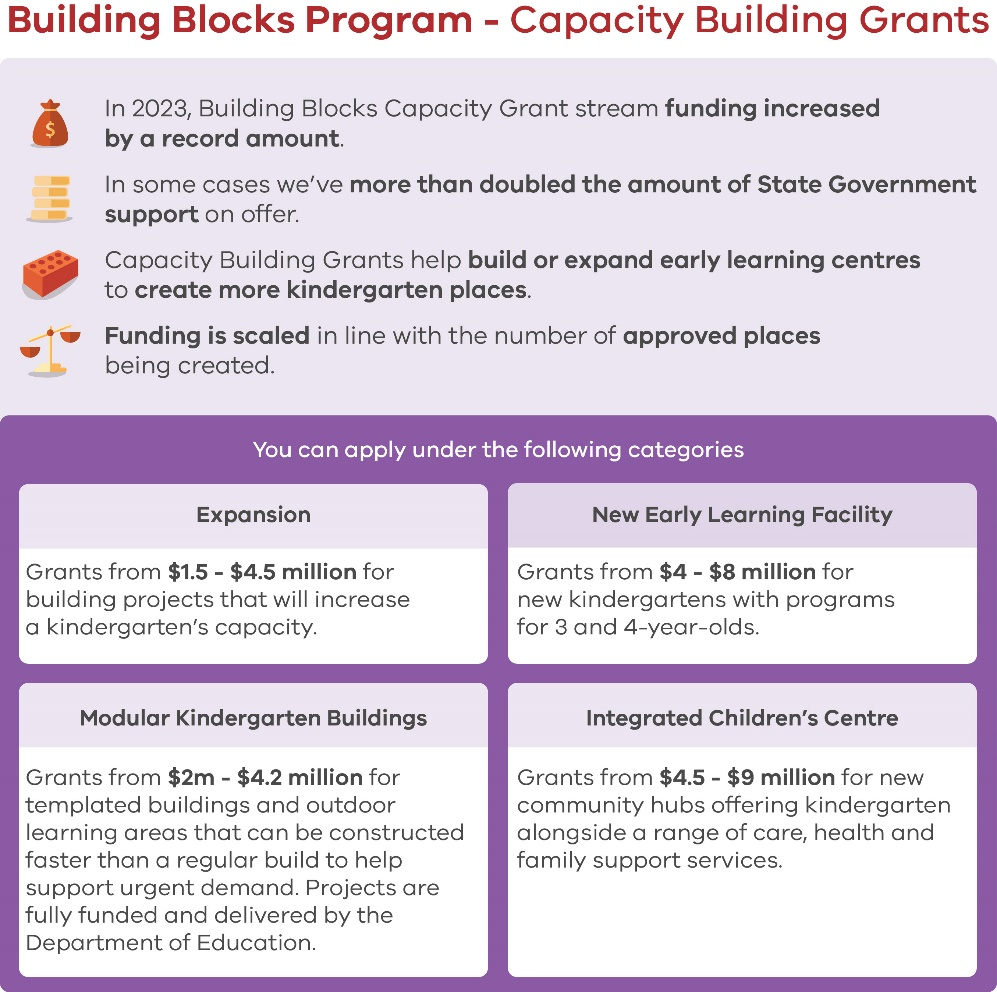 Building Blocks Program - Capacity Building Grants
In 2023, Building Blocks Capacity Grant stream funding increased
by a record amount.
In some cases we've more than doubled the amount of State Government
support on offer.
Capacity Building Grants help build or expand early learning centres
to create more kindergarten places.
Funding is scaled in line with the number of approved places
being created.
You can apply under the following categories
Expansion
Grants from $1.5 - $4.5 million for
building projects that will increase
a kindergarten's capacity.
New Early Learning Facility
Grants from $4 - $8 million for
new kindergartens with programs
for 3 and 4-year-olds.
Modular Kindergarten Buildings
Grants from $2m - $4.2 million for
templated buildings and outdoor
learning areas that can be constructed
faster than a regular build to help
support urgent demand. Projects are
fully funded and delivered by the
Department of Education.
Integrated Children's Centre
Grants from $4.5 - $9 million for new
community hubs offering kindergarten
alongside a range of care, health and
family support services.